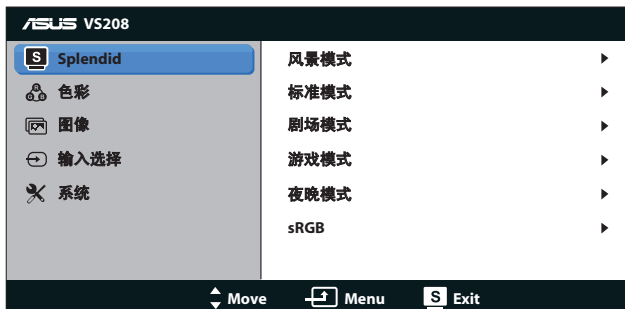 ASUS VS208
S Splendid
色彩
图像
输入选择
系统
风景模式
标准模式
剧场模式
游戏模式
夜晚模式
sRGB
Move Menu S Exit